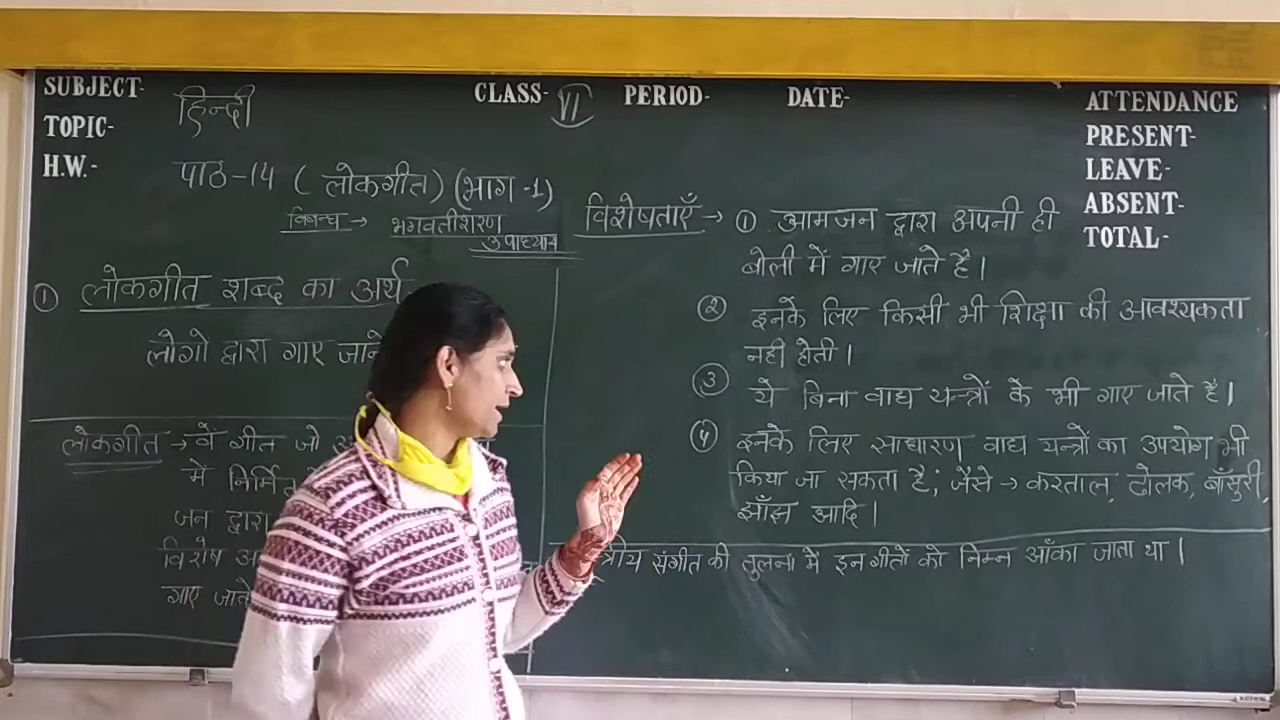 SUBJECT- हिन्दी
CLASS- VI
PERIOD-
DATE-
TOPIC-
H.W.-
पाठ-14 ( लोकगीत) (भाग -1)
निबन्ध → भगवतीशरण
उपाध्याय
① लोकगीत शब्द का अर्थ
लोगो द्वारा गाए जाने
लोकगीत → वें गीत जो
में निर्मित
जन द्वारा
विशेष
गाए जाते
ATTENDANCE
PRESENT-
LEAVE-
ABSENT-
TOTAL-
विशेषताएँ → ① आमजन द्वारा अपनी ही
बोली में गाए जाते है।
② इनके लिए किसी भी शिक्षा की आवश्यकता
नही होती।
③ ये बिना वाद्य यन्त्रों के भी गाए जाते है।
④ इनके लिए साधारण वाद्य यन्त्रों का उपयोग भी
किया जा सकता है; जैसे → करताल, ढोलक, बाँसुरी,
झाँझ आदि।
संगीत की तुलना में इन गीतों को निम्न आँका जाता था।